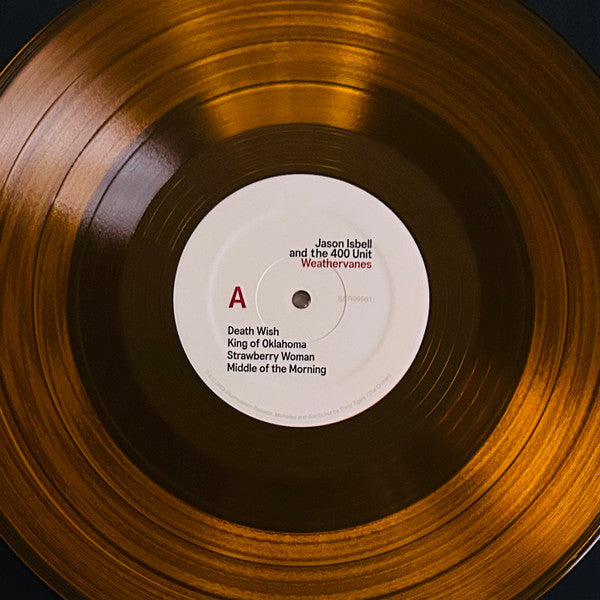 Jason Isbell
and the 400 Unit
Weathervanes
A
Death Wish
King of Oklahoma
Strawberry Woman
Middle of the Morning